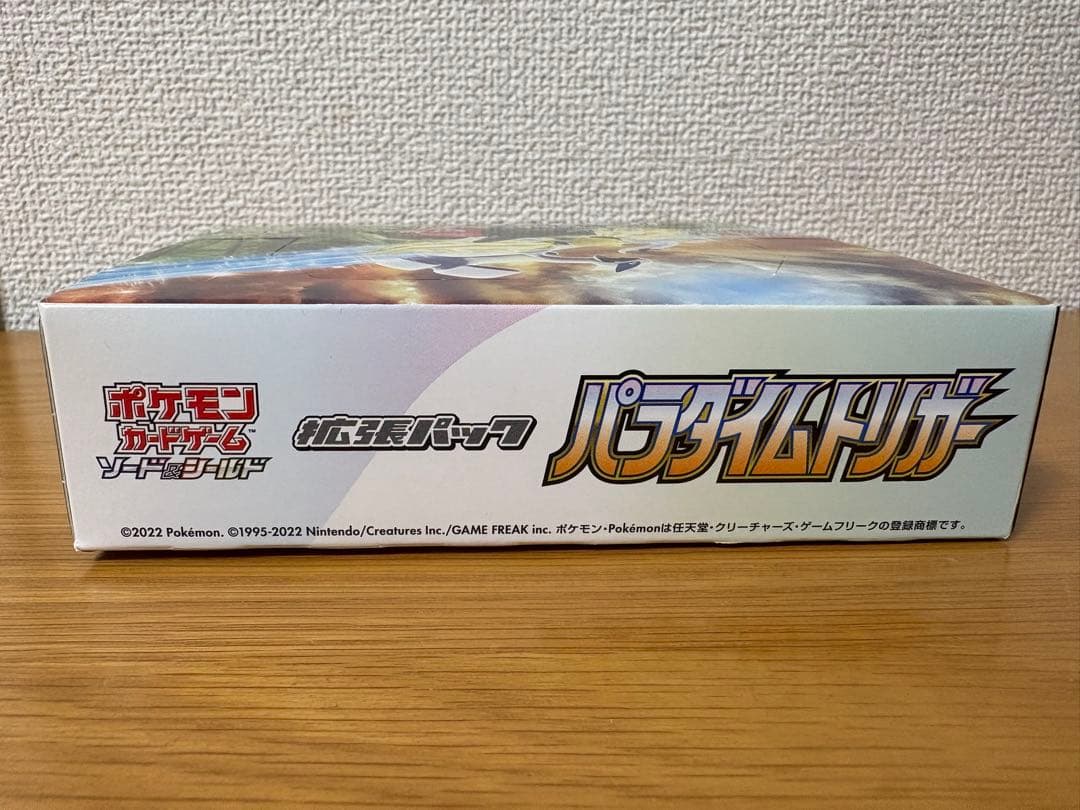 ポケモン
カードゲーム™
ソード&シールド
拡張パック
パラダイムトリガー
©2022 Pokémon. ©1995-2022 Nintendo/Creatures Inc./GAME FREAK inc. ポケモン・Pokémonは任天堂・クリーチャーズ・ゲームフリークの登録商標です。